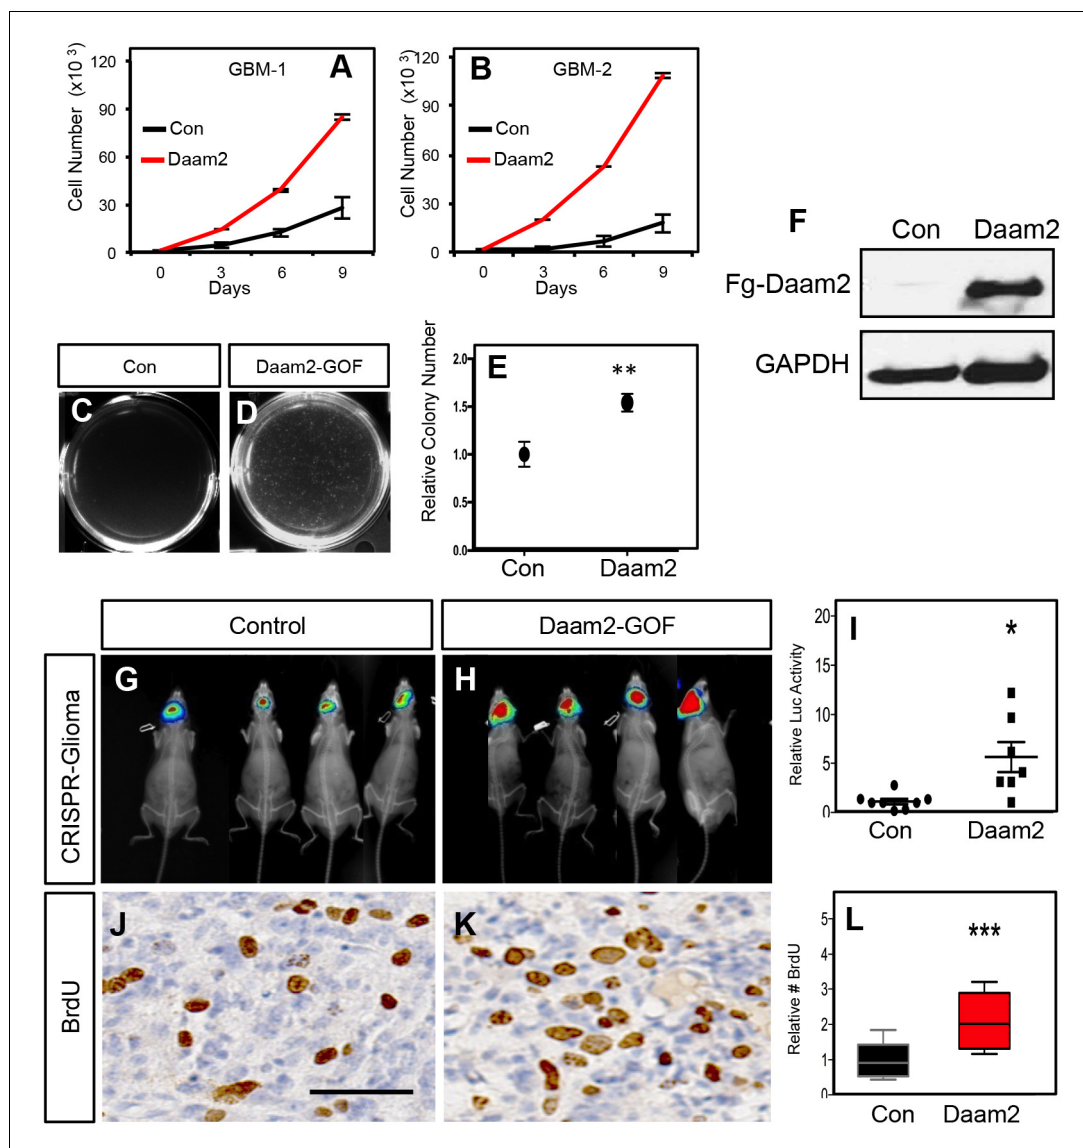 A
GBM-1
Cell Number (x10 3)
120
90
60
30
0
Con
Daam2
0 3 6 9
Days
B
GBM-2
Cell Number (x10 3)
120
90
60
30
0
Con
Daam2
0 3 6 9
Days
F
Con Daam2
Fg-Daam2
GAPDH
Con
Daam2-GOF
C
D
E
Relative Colony Number
2.0
1.5
1.0
0.5
0.0
**
Con Daam2
Control
Daam2-GOF
CRISPR-Glioma
G
H
I
Relative Luc Activity
20
15
10
5
0
*
Con Daam2
BrdU
J
K
L
Relative # BrdU
5
4
3
2
1
0
***
Con Daam2